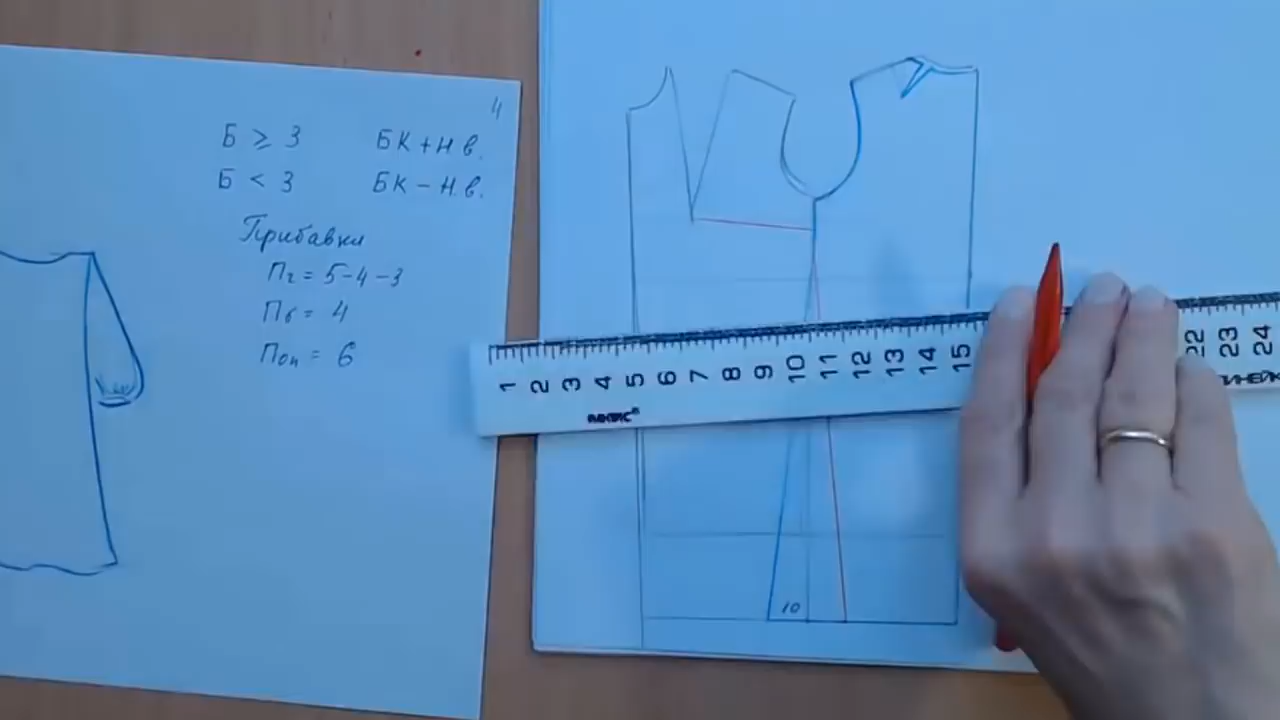 4
Б ≥ 3 БК + Н в.
Б < 3 БК – Н.в.
Прибавки
Пг = 5-4-3
Пб = 4
Поп = 6
1 2 3 4 5 6 7 8 9 10 11 12 13 14 15 22 23 24
ЛИНЕЙК
10